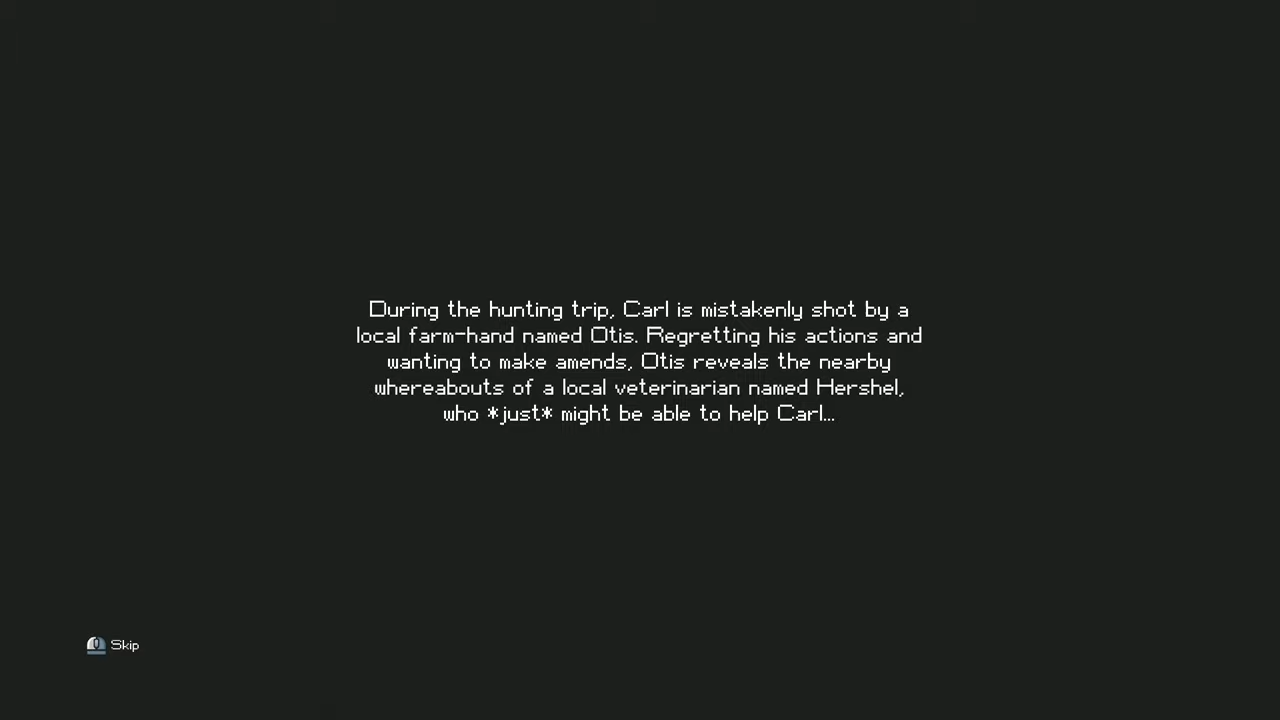 During the hunting trip, Carl is mistakenly shot by a
local farm-hand named Otis. Regretting his actions and
wanting to make amends, Otis reveals the nearby
whereabouts of a local veterinarian named Hershel,
who *just* might be able to help Carl...
Skip